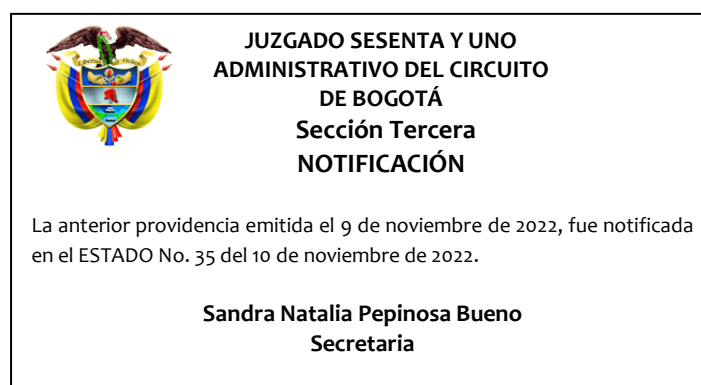 JUZGADO SESENTA Y UNO
ADMINISTRATIVO DEL CIRCUITO
DE BOGOTÁ
Sección Tercera
NOTIFICACIÓN
La anterior providencia emitida el 9 de noviembre de 2022, fue notificada
en el ESTADO No. 35 del 10 de noviembre de 2022.
Sandra Natalia Pepinosa Bueno
Secretaria